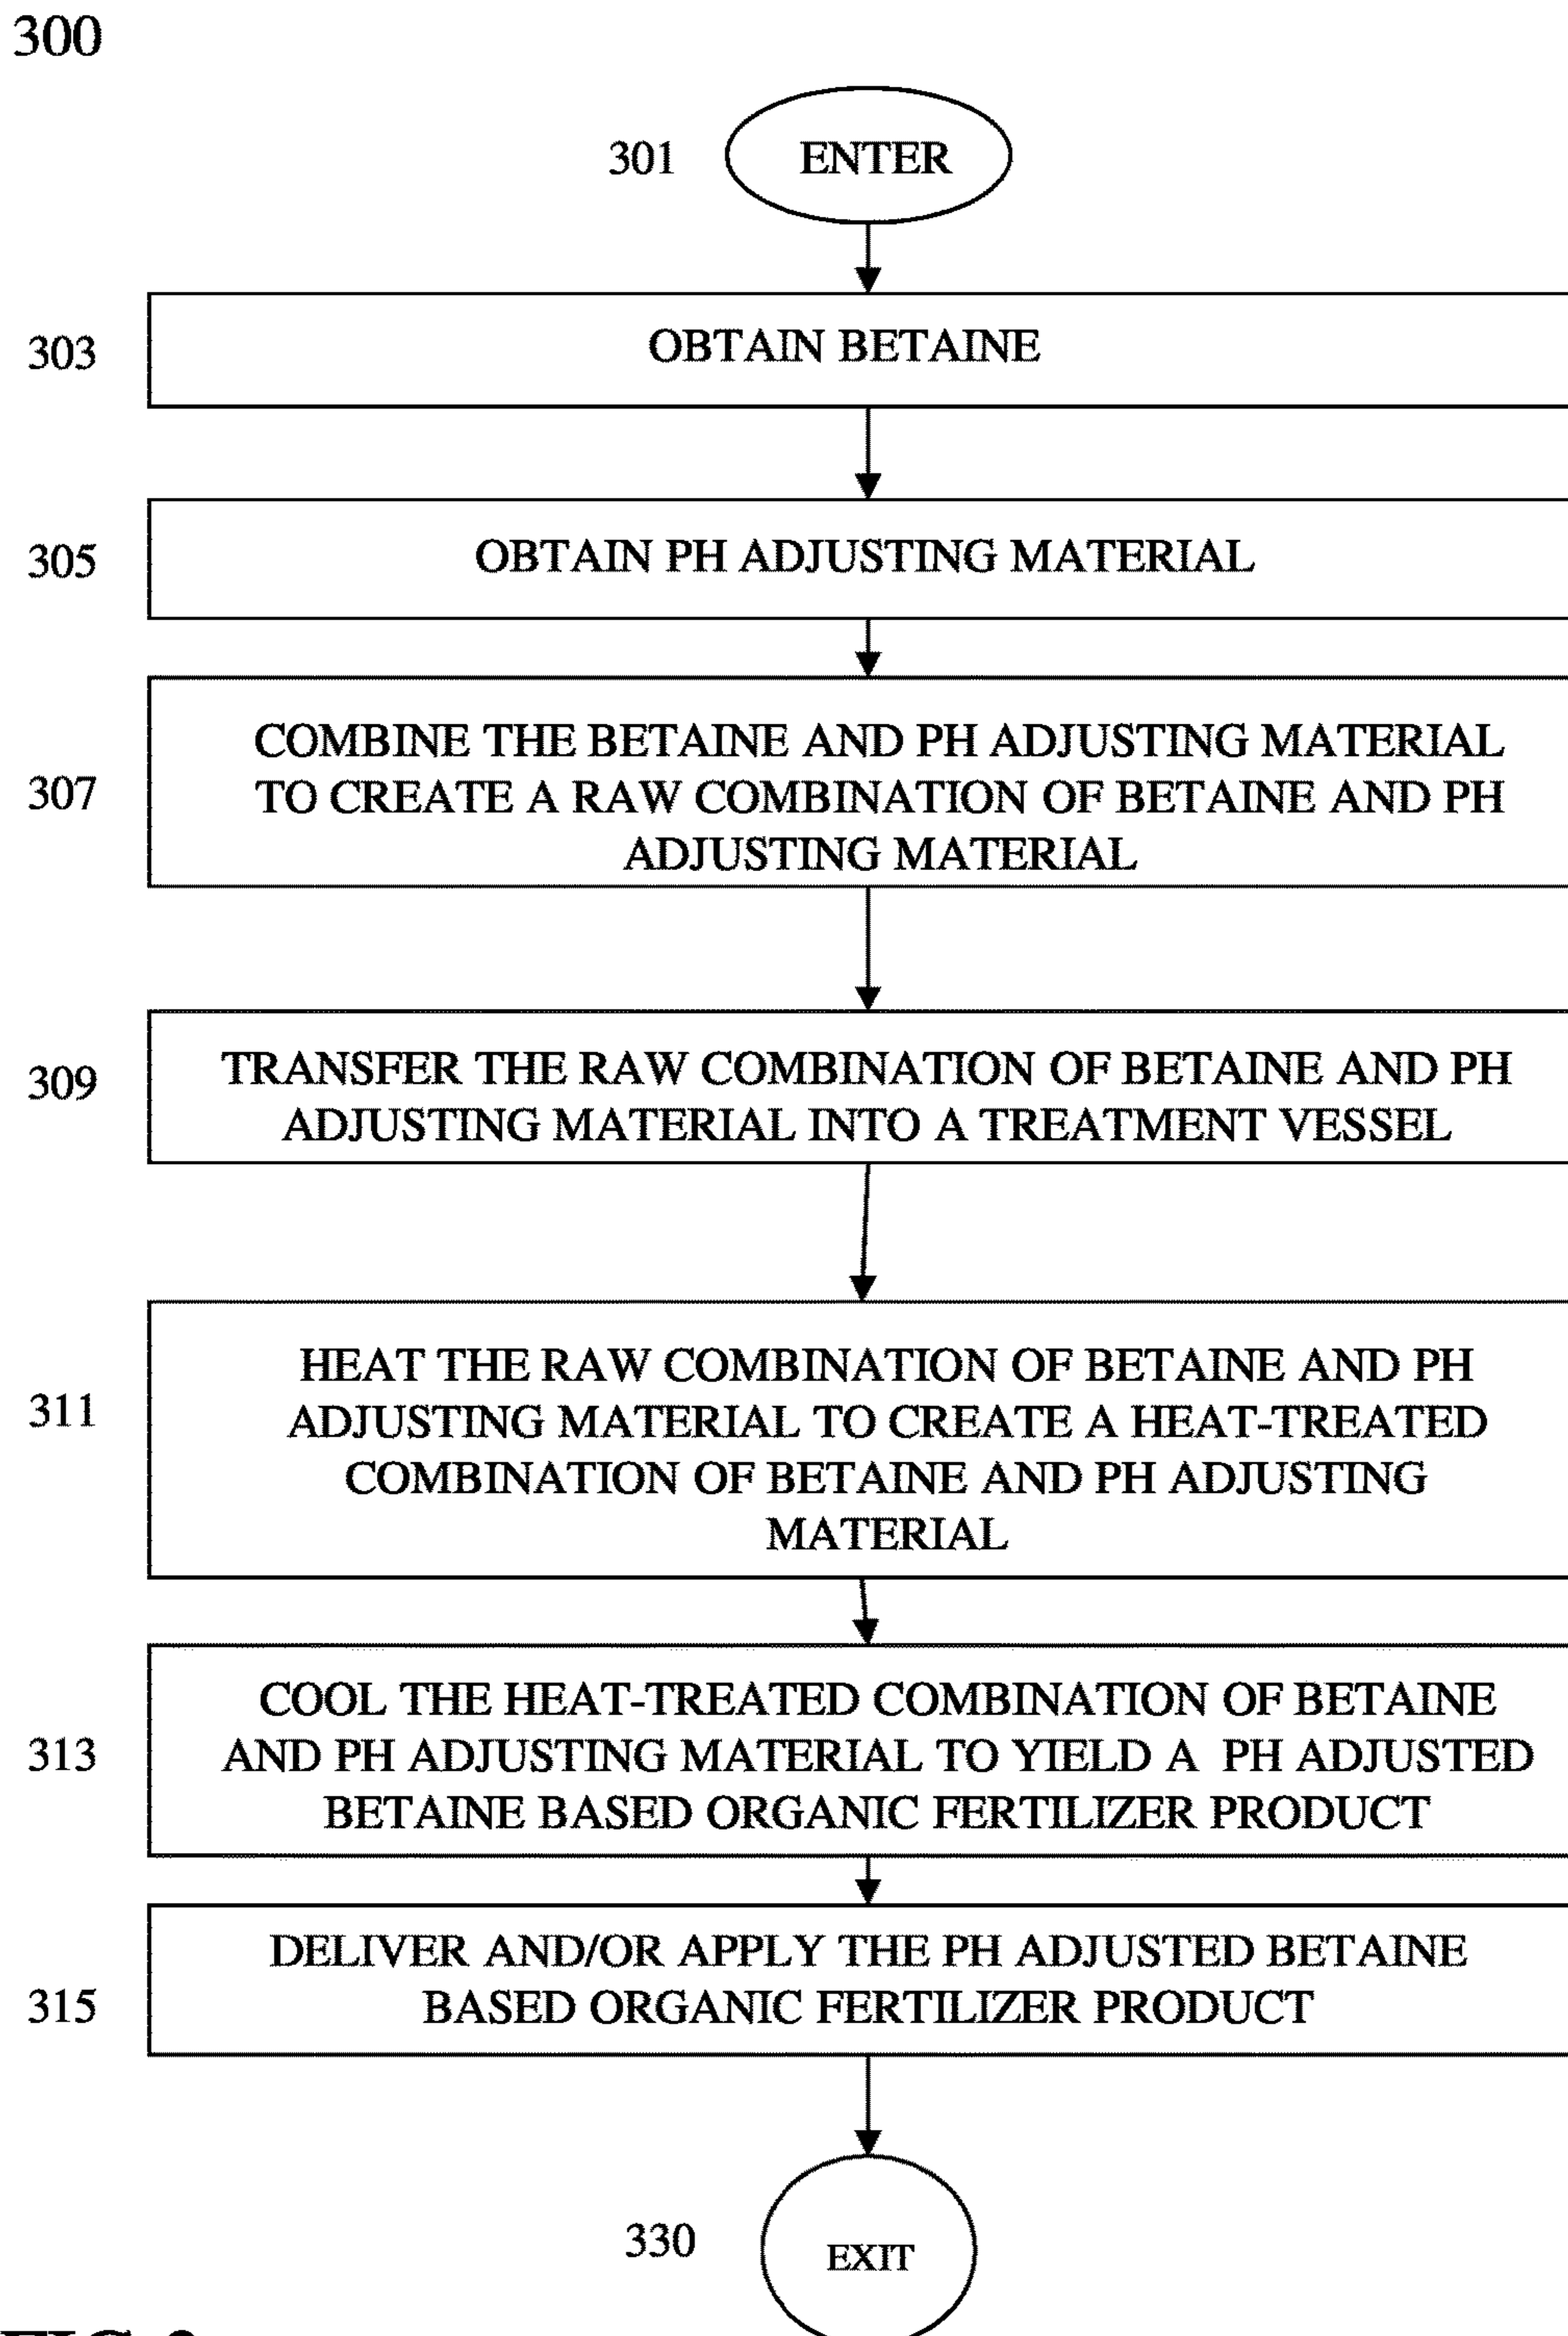 300
301
ENTER
303
OBTAIN BETAINE
305
OBTAIN PH ADJUSTING MATERIAL
307
COMBINE THE BETAINE AND PH ADJUSTING MATERIAL
TO CREATE A RAW COMBINATION OF BETAINE AND PH
ADJUSTING MATERIAL
309
TRANSFER THE RAW COMBINATION OF BETAINE AND PH
ADJUSTING MATERIAL INTO A TREATMENT VESSEL
311
HEAT THE RAW COMBINATION OF BETAINE AND PH
ADJUSTING MATERIAL TO CREATE A HEAT-TREATED
COMBINATION OF BETAINE AND PH ADJUSTING
MATERIAL
313
COOL THE HEAT-TREATED COMBINATION OF BETAINE
AND PH ADJUSTING MATERIAL TO YIELD A PH ADJUSTED
BETAINE BASED ORGANIC FERTILIZER PRODUCT
315
DELIVER AND/OR APPLY THE PH ADJUSTED BETAINE
BASED ORGANIC FERTILIZER PRODUCT
330
EXIT